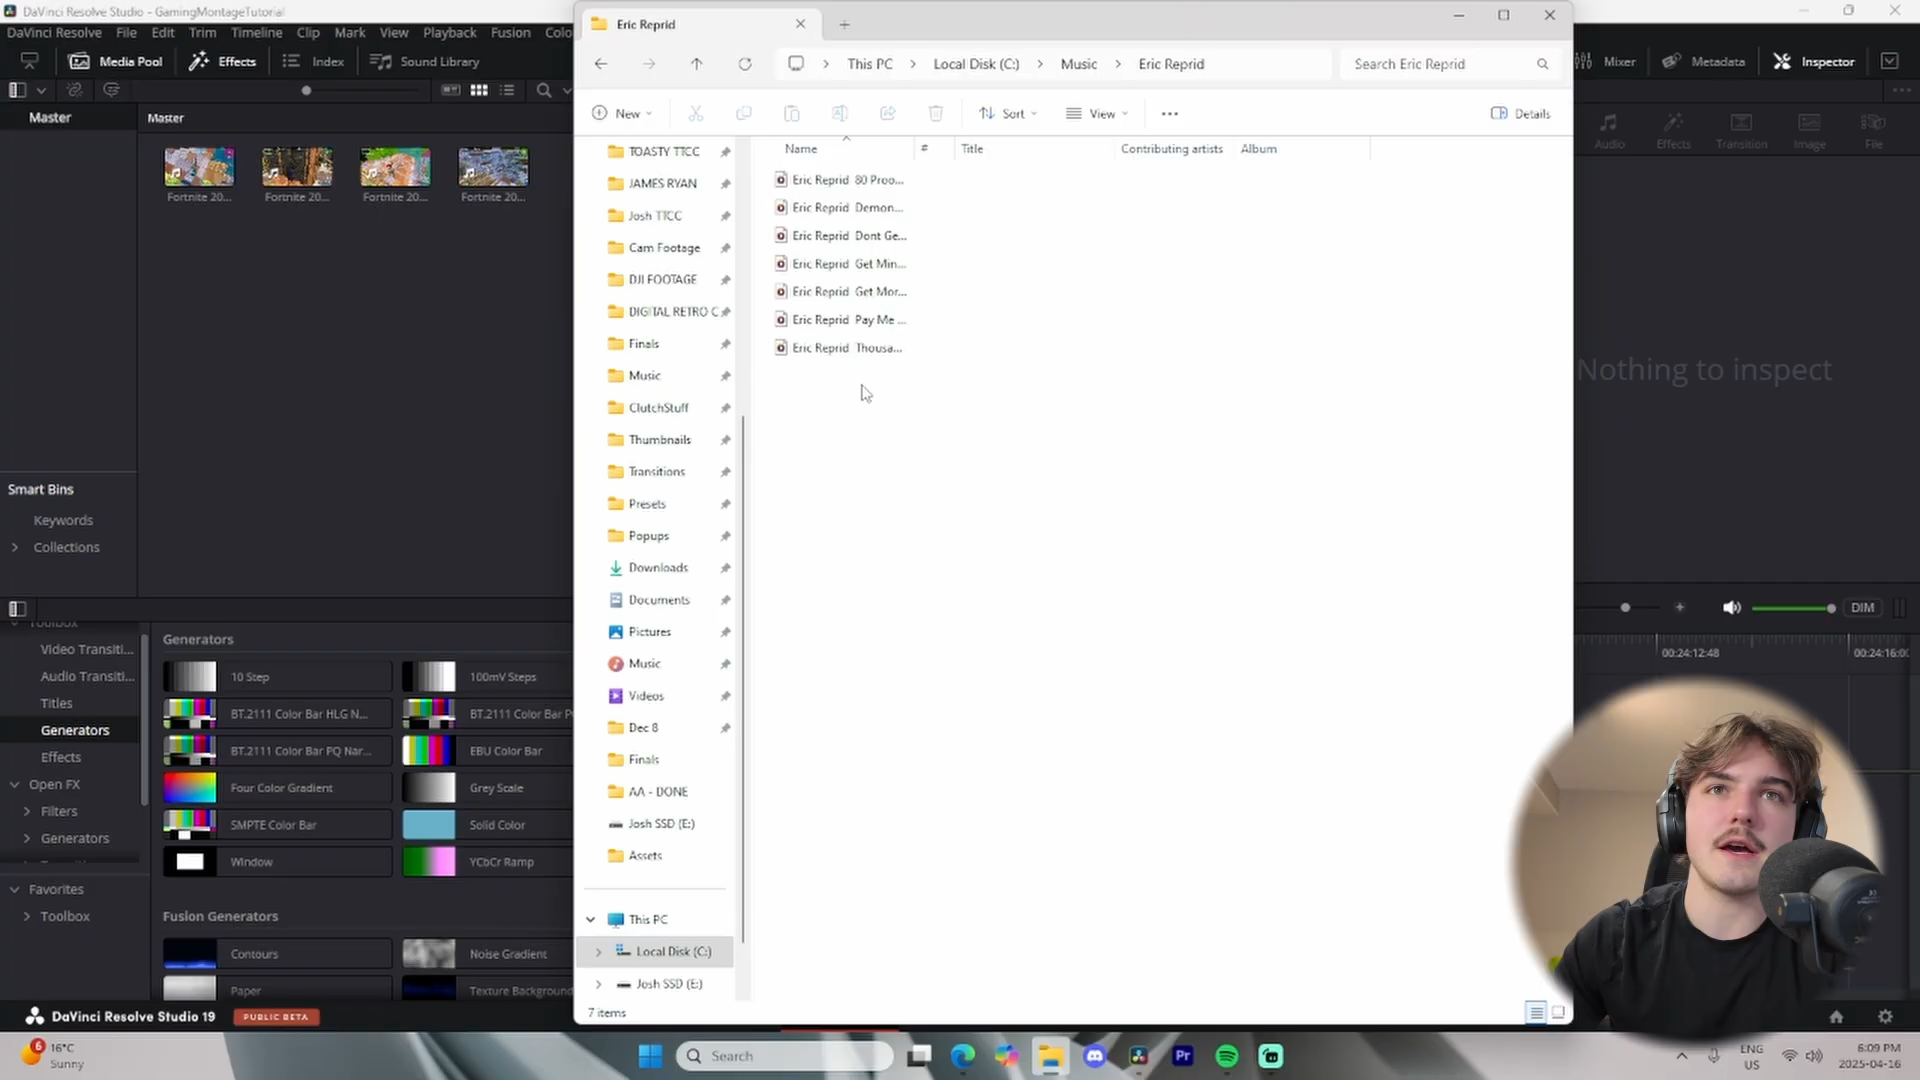 DaVinci Resolve Studio - GamingMontageTutorial
DaVinci Resolve File Edit Trim Timeline Clip Mark View Playback Fusion Colo
Media Pool Effects Index Sound Library
Mixer Metadata Inspector
Master
Master
Fortnite 20... Fortnite 20... Fortnite 20... Fortnite 20...
Smart Bins
Keywords
Collections
Toolbox
Video Transiti...
Audio Transiti...
Titles
Generators
Effects
Open FX
Filters
Generators
Favorites
Toolbox
Generators
10 Step 100mV Steps
BT.2111 Color Bar HLG N... BT.2111 Color Bar P
BT.2111 Color Bar PQ Nar... EBU Color Bar
Four Color Gradient Grey Scale
SMPTE Color Bar Solid Color
Window YCbCr Ramp
Fusion Generators
Contours Noise Gradient
Paper Texture Background
DaVinci Resolve Studio 19 PUBLIC BETA
Eric Reprid
This PC > Local Disk (C:) > Music > Eric Reprid
Search Eric Reprid
New Sort View ... Details
TOASTY TTCC
JAMES RYAN
Josh TTCC
Cam Footage
DJI FOOTAGE
DIGITAL RETRO C
Finals
Music
ClutchStuff
Thumbnails
Transitions
Presets
Popups
Downloads
Documents
Pictures
Music
Videos
Dec 8
Finals
AA - DONE
Josh SSD (E:)
Assets
This PC
Local Disk (C:)
Josh SSD (E:)
Name # Title Contributing artists Album
Eric Reprid 80 Proo...
Eric Reprid Demon...
Eric Reprid Dont Ge...
Eric Reprid Get Min...
Eric Reprid Get Mor...
Eric Reprid Pay Me ...
Eric Reprid Thousa...
7 items
Audio Effects Transition Image File
Nothing to inspect
DIM
00:24:12:48 00:24:16:00
6
16°C
Sunny
Search
Pr
ENG
US
6:09 PM
2025-04-16